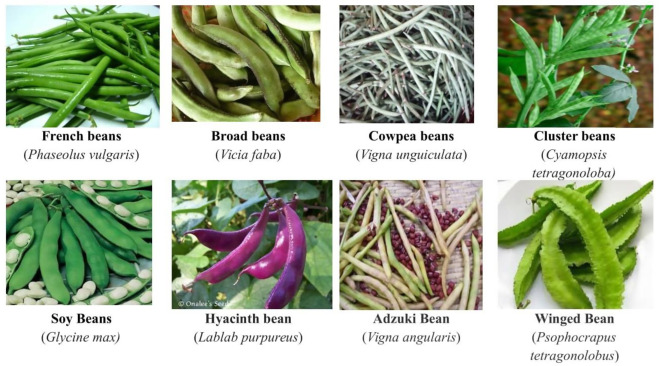 French beans
(Phaseolus vulgaris)
Broad beans
(Vicia faba)
Cowpea beans
(Vigna unguiculata)
Cluster beans
(Cyamopsis
tetragonoloba)
© Onalee's Seed
Soy Beans
(Glycine max)
Hyacinth bean
(Lablab purpureus)
Adzuki Bean
(Vigna angularis)
Winged Bean
(Psophocrapus
tetragonolobus)